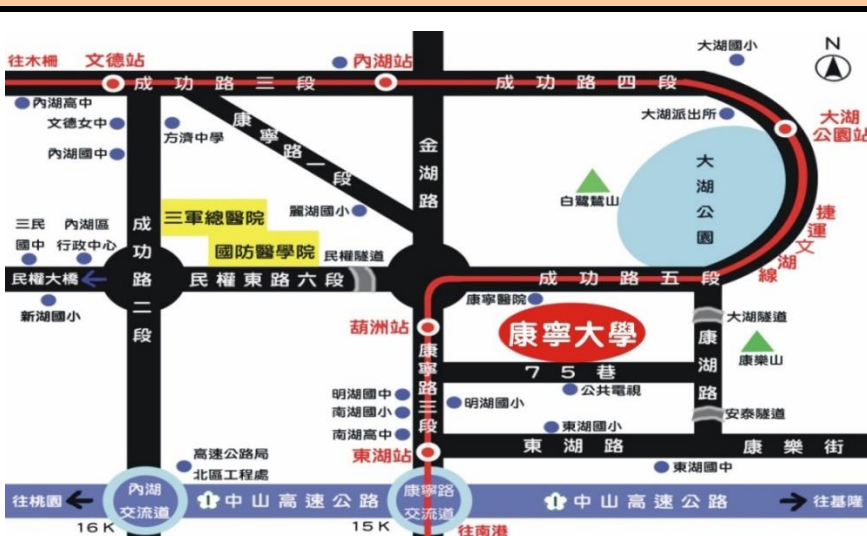 大湖國小
N
往木柵
文德站
內湖站
成功路三段
成功路四段
內湖高中
文德女中
方濟中學
康寧路一段
金湖路
大湖派出所
大湖公園站
內湖國中
大湖公園
白鷺鷥山
三軍總醫院
麗湖國小
捷運文湖線
三民國中
內湖區行政中心
成功路二段
國防醫學院
民權隧道
民權大橋
民權東路六段
成功路五段
新湖國小
康寧醫院
葫洲站
康寧大學
大湖隧道
康湖路
康樂山
75巷
康寧路三段
明湖國中
公共電視
明湖國小
南湖國小
安泰隧道
南湖高中
東湖國小
東湖站
東湖路
康樂街
高速公路局
北區工程處
東湖國中
往桃園
內湖
交流道
1 中山高速公路
康寧路
交流道
1 中山高速公路
往基隆
16K
15K
往南港